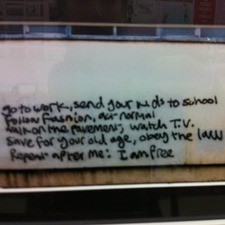 go to work, send your kids to school
follow fashion, act normal
walk on the pavement, watch T.V.
save for your old age, obey the law
Repeat after me: I am free